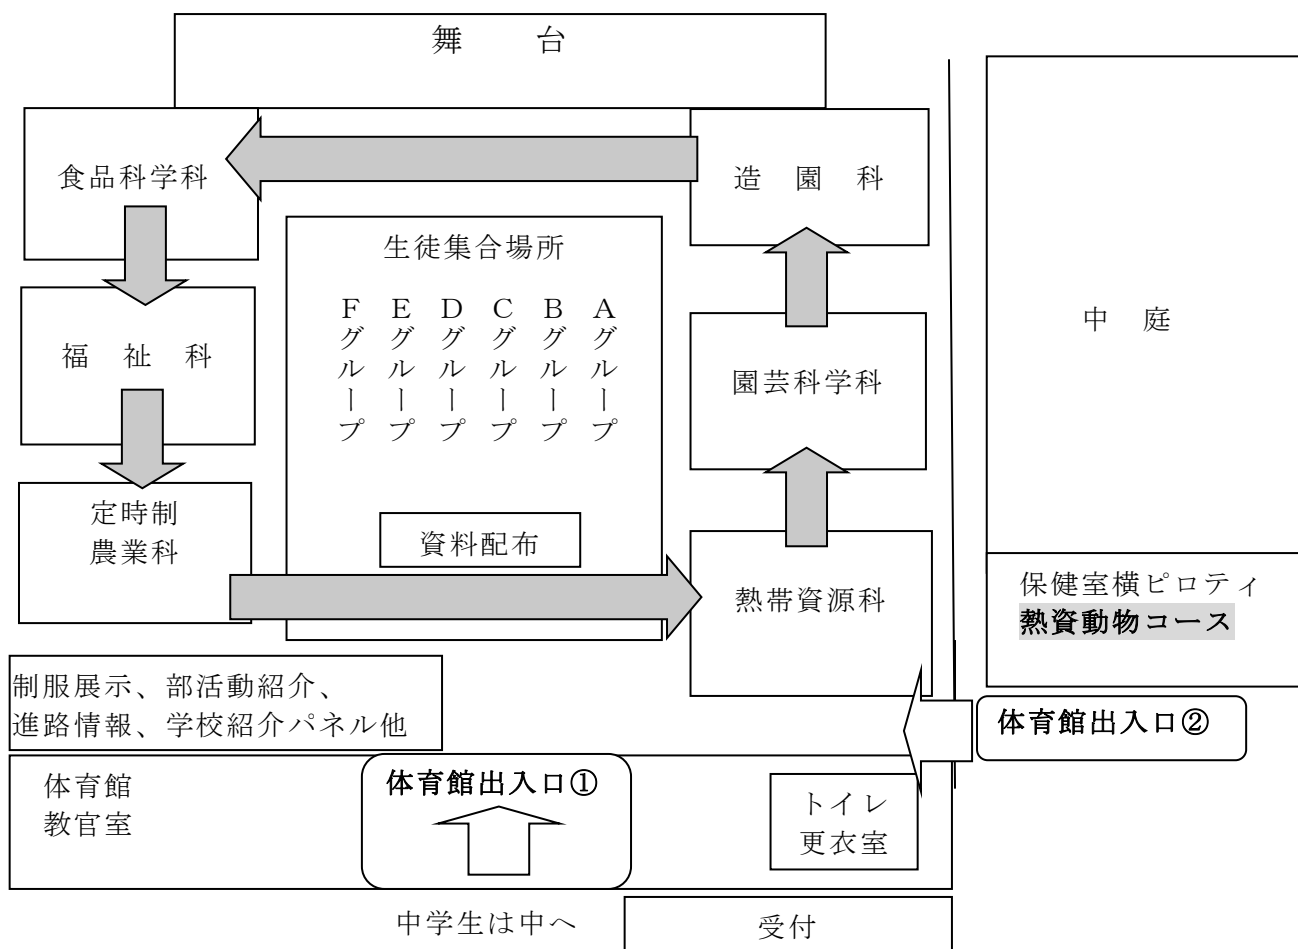 舞　　台
食品科学科
造　園　科
生徒集合場所
Fグループ
Eグループ
Dグループ
Cグループ
Bグループ
Aグループ
中　庭
福　祉　科
園芸科学科
定時制
農業科
資料配布
熱帯資源科
保健室横ピロティ
熱資動物コース
制服展示、部活動紹介、
進路情報、学校紹介パネル他
体育館出入口②
体育館
教官室
体育館出入口①
トイレ
更衣室
中学生は中へ
受付